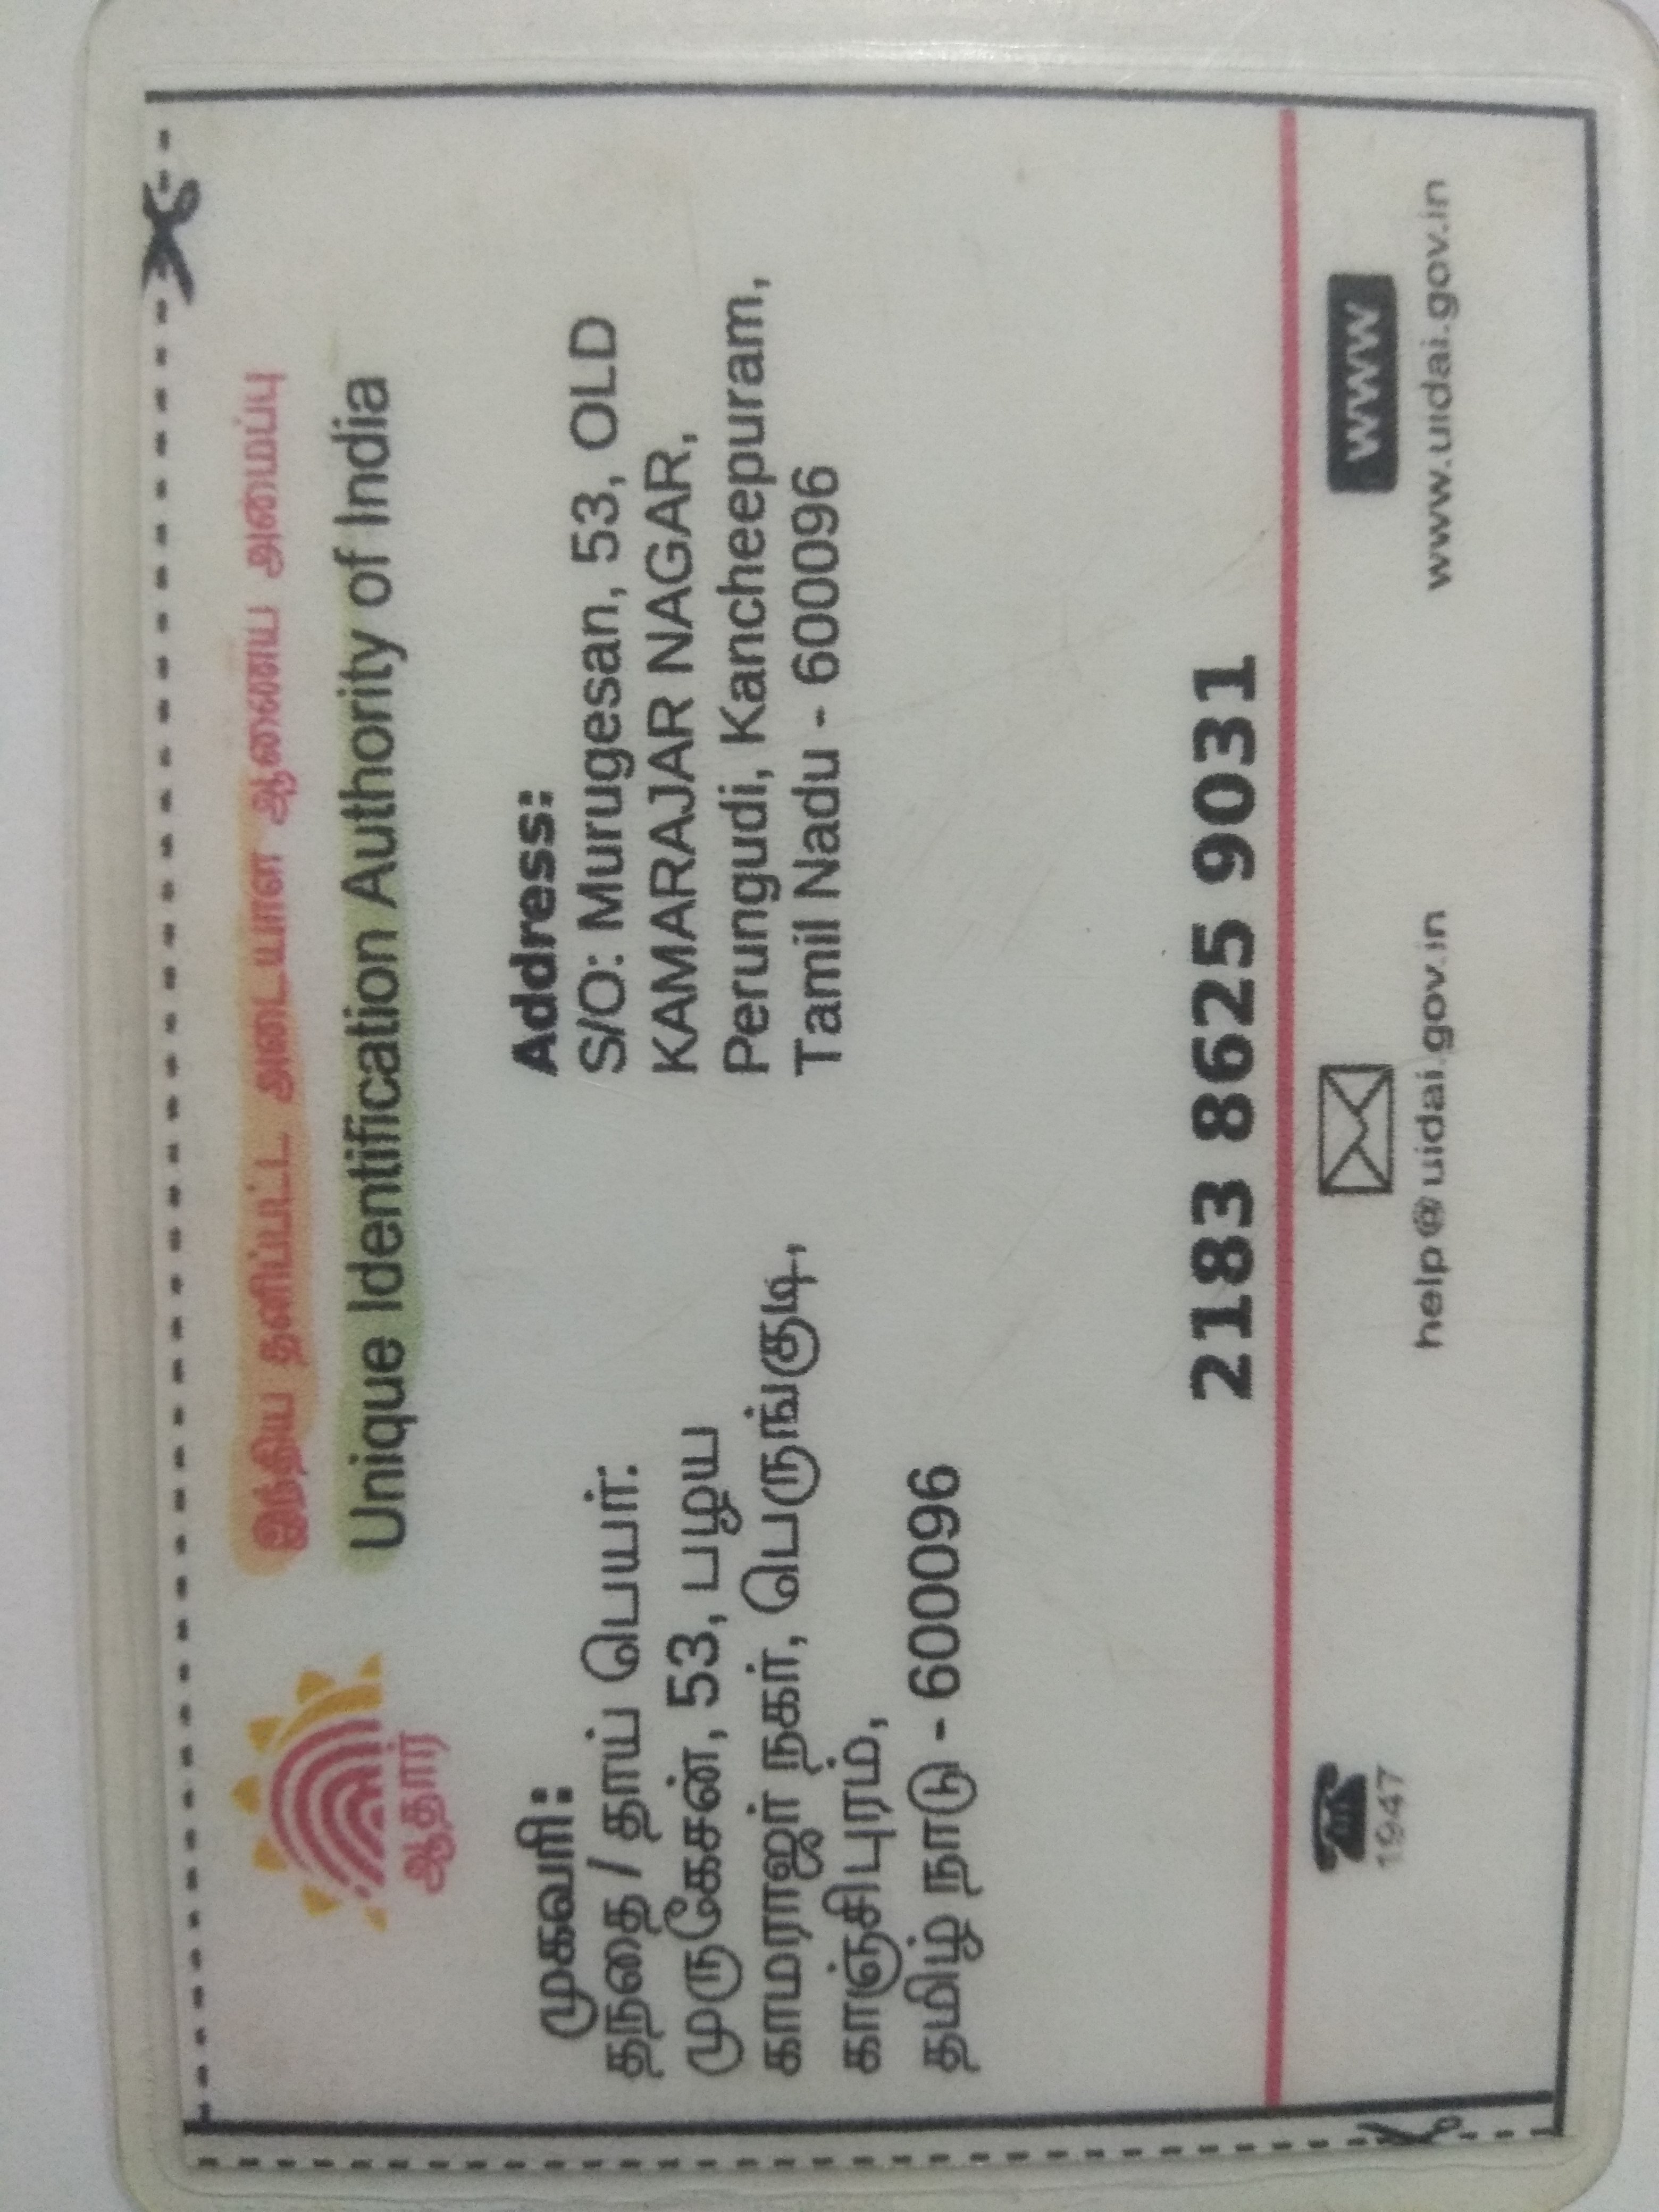 இந்திய தனிப்பட்ட அடையாள ஆணைய அமைப்பு
Unique Identification Authority of India
ஆதார்
முகவரி:
தந்தை / தாய் பெயர்:
முருகேசன், 53, பழைய
காமராஜர் நகர், பெருங்குடி,
காஞ்சிபுரம்,
தமிழ் நாடு - 600096
Address:
S/O: Murugesan, 53, OLD
KAMARAJAR NAGAR,
Perungudi, Kancheepuram,
Tamil Nadu - 600096
2183 8625 9031
1947
help@uidai.gov.in
WWW
www.uidai.gov.in